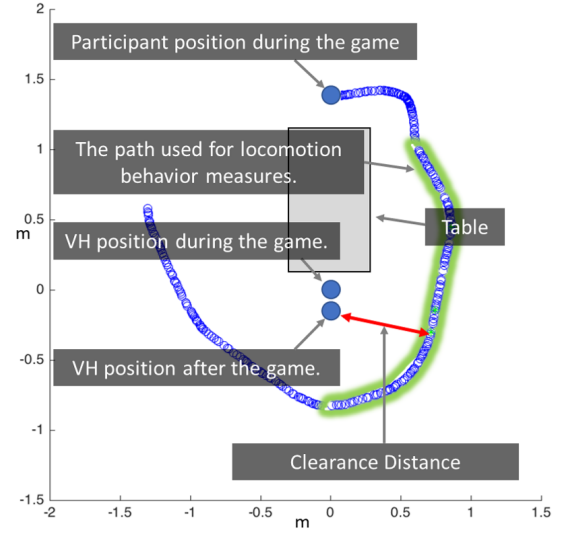 2
Participant position during the game
1.5
1
The path used for locomotion
behavior measures.
0.5
m
Table
VH position during the game.
0
VH position after the game.
-0.5
-1
Clearance Distance
-1.5
-2
-1.5
-1
-0.5
0
0.5
1
1.5
m